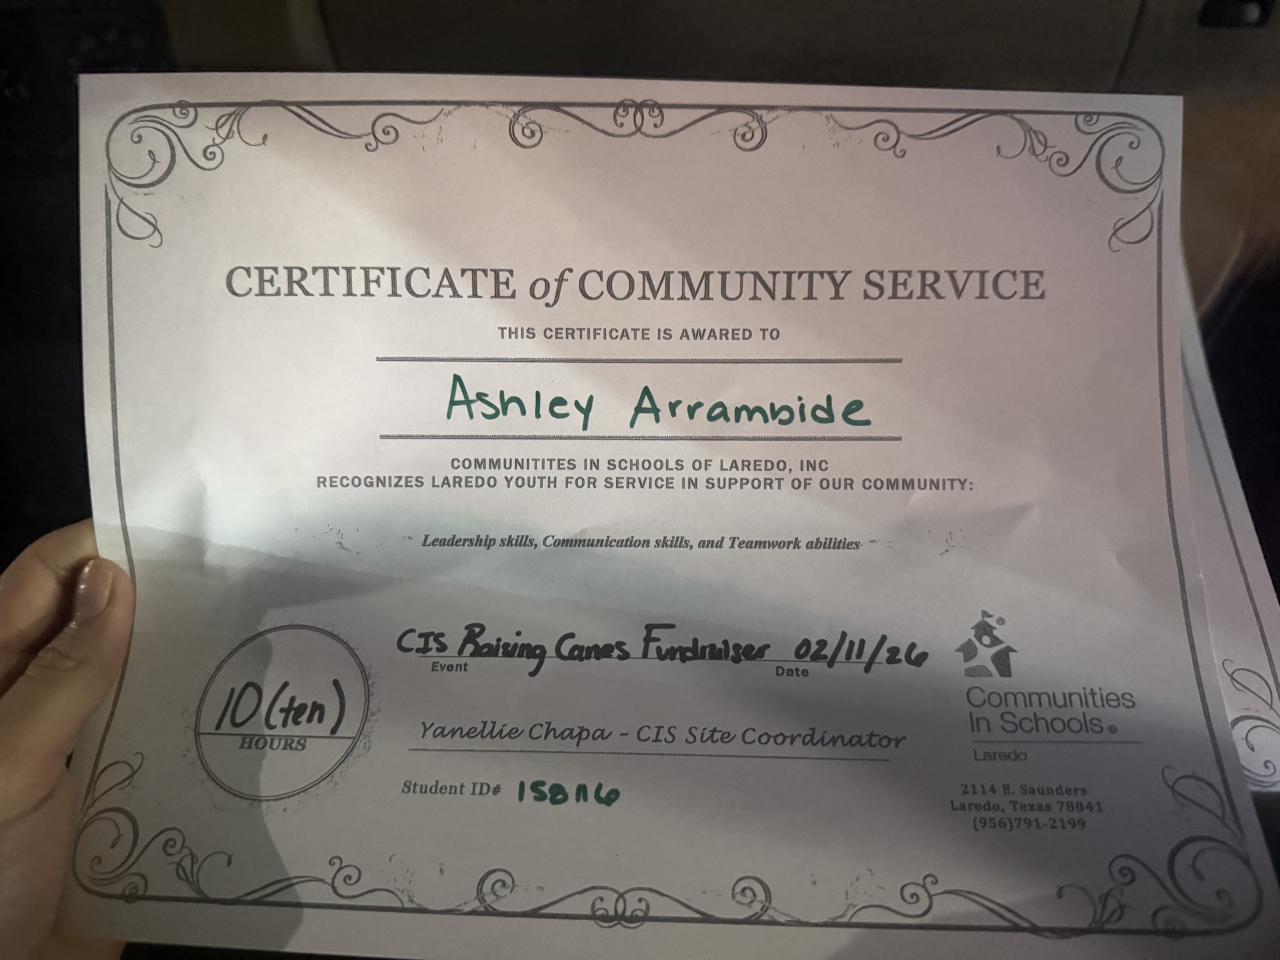 CERTIFICATE of COMMUNITY SERVICE
THIS CERTIFICATE IS AWARED TO
Ashley Arrambide
COMMUNITITES IN SCHOOLS OF LAREDO, INC
RECOGNIZES LAREDO YOUTH FOR SERVICE IN SUPPORT OF OUR COMMUNITY:
Leadership skills, Communication skills, and Teamwork abilities
CIS Raising Canes Fundraiser 02/11/26
Event Date
10 (ten)
HOURS
Yanellie Chapa - CIS Site Coordinator
Student ID#
Communities
In Schools®
Laredo
2114 E. Saunders
Laredo, Texas 78041
(956)791-2199